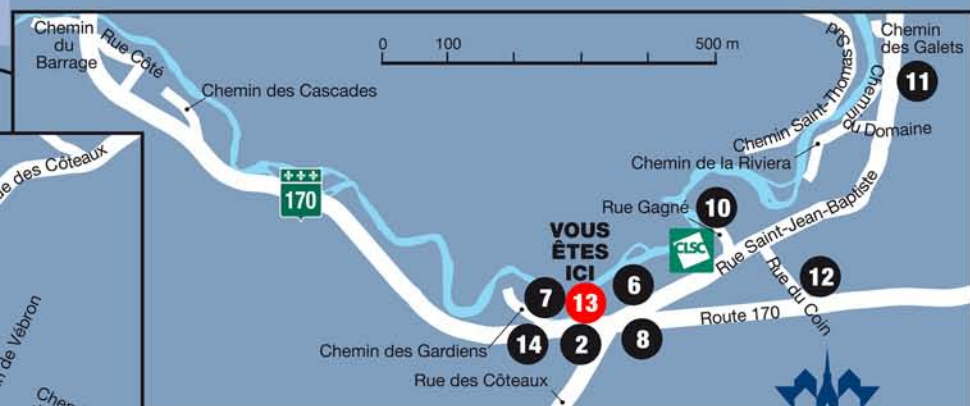 Chemin
du
Barrage
Rue Côté
Chemin des Cascades
0 100 500 m
Chemin
des Galets
11
Chemin Saint-Thomas Sud
Chemin
du Domaine
Chemin de la Riviera
ue des Côteaux
170
Rue Gagné
10
CLSC
Rue Saint-Jean-Baptiste
VOUS
ÊTES
ICI
7
13
6
12
Rue du Coin
Route 170
14
2
8
Chemin des Gardiens
Rue des Côteaux
n de Vébron